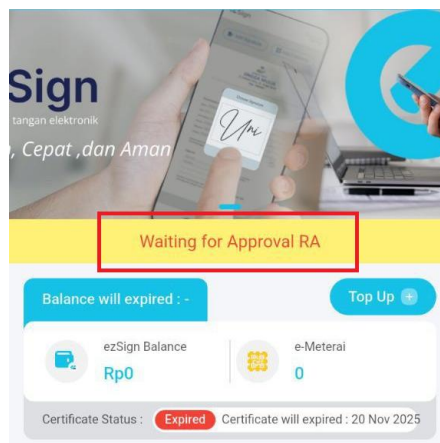 Sign
tangan elektronik
, Cepat ,dan Aman
Uni
Waiting for Approval RA
Balance will expired : -
Top Up +
ezSign Balance
Rp0
e-Meterai
0
Certificate Status : Expired Certificate will expired : 20 Nov 2025